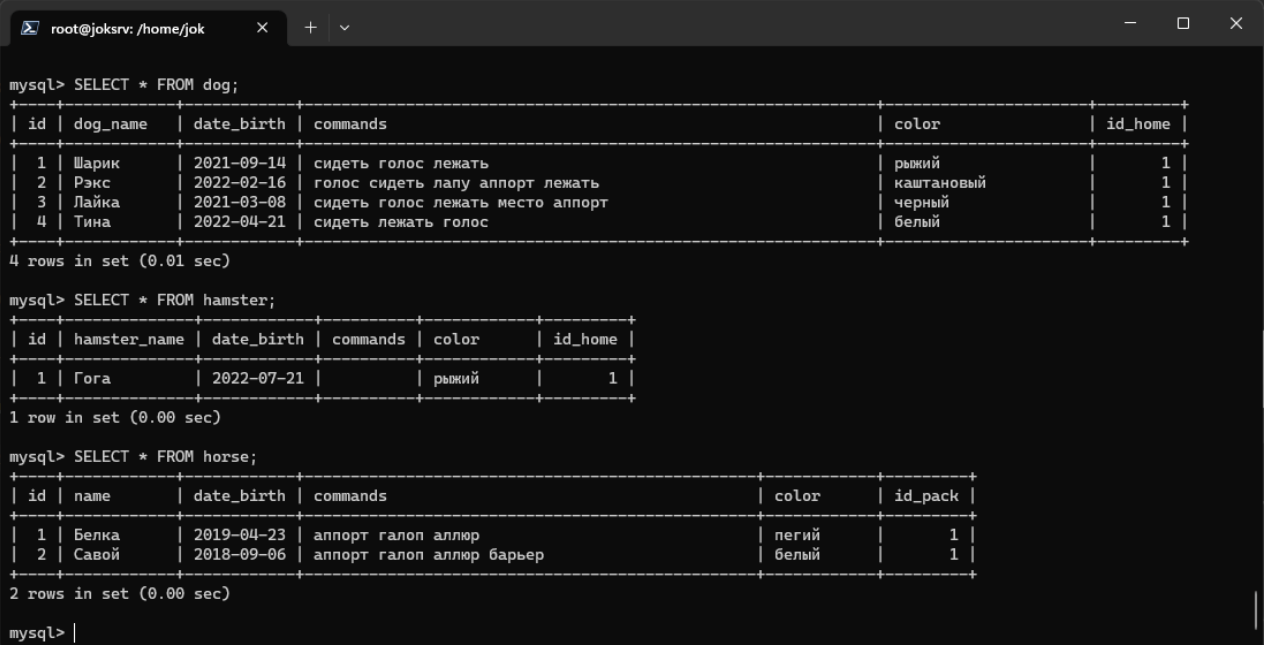 root@joksrv: /home/jok
mysql> SELECT * FROM dog;
+----+------------+------------+--------------------------------------------------------------+----------------------+---------+
| id | dog_name   | date_birth | commands                                                     | color                | id_home |
+----+------------+------------+--------------------------------------------------------------+----------------------+---------+
|  1 | Шарик      | 2021-09-14 | сидеть голос лежать                                          | рыжий                |       1 |
|  2 | Рэкс       | 2022-02-16 | голос сидеть лапу аппорт лежать                              | каштановый           |       1 |
|  3 | Лайка      | 2021-03-08 | сидеть голос лежать место аппорт                             | черный               |       1 |
|  4 | Тина       | 2022-04-21 | сидеть лежать голос                                          | белый                |       1 |
+----+------------+------------+--------------------------------------------------------------+----------------------+---------+
4 rows in set (0.01 sec)
mysql> SELECT * FROM hamster;
+----+--------------+------------+----------+------------+---------+
| id | hamster_name | date_birth | commands | color      | id_home |
+----+--------------+------------+----------+------------+---------+
|  1 | Гога         | 2022-07-21 |          | рыжий      |       1 |
+----+--------------+------------+----------+------------+---------+
1 row in set (0.00 sec)
mysql> SELECT * FROM horse;
+----+------------+------------+-------------------------------------------------+------------+---------+
| id | name       | date_birth | commands                                        | color      | id_pack |
+----+------------+------------+-------------------------------------------------+------------+---------+
|  1 | Белка      | 2019-04-23 | аппорт галоп аллюр                              | пегий      |       1 |
|  2 | Савой      | 2018-09-06 | аппорт галоп аллюр барьер                       | белый      |       1 |
+----+------------+------------+-------------------------------------------------+------------+---------+
2 rows in set (0.00 sec)
mysql>